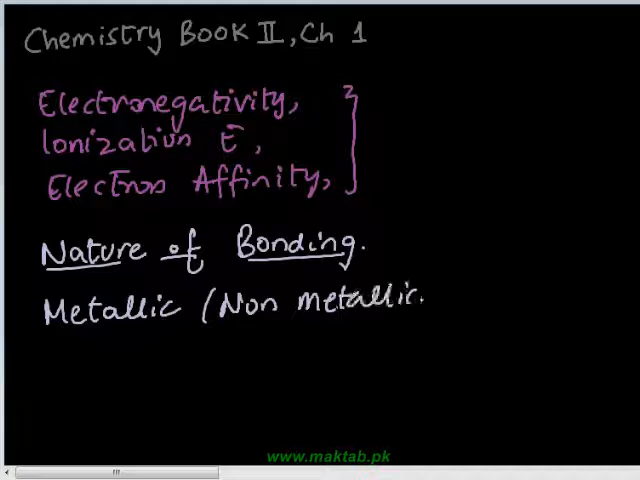 Chemistry Book II, Ch 1
Electronegativity,
Ionization E,
Electron Affinity,
Nature of Bonding.
Metallic (Non metallic.
www.maktab.pk